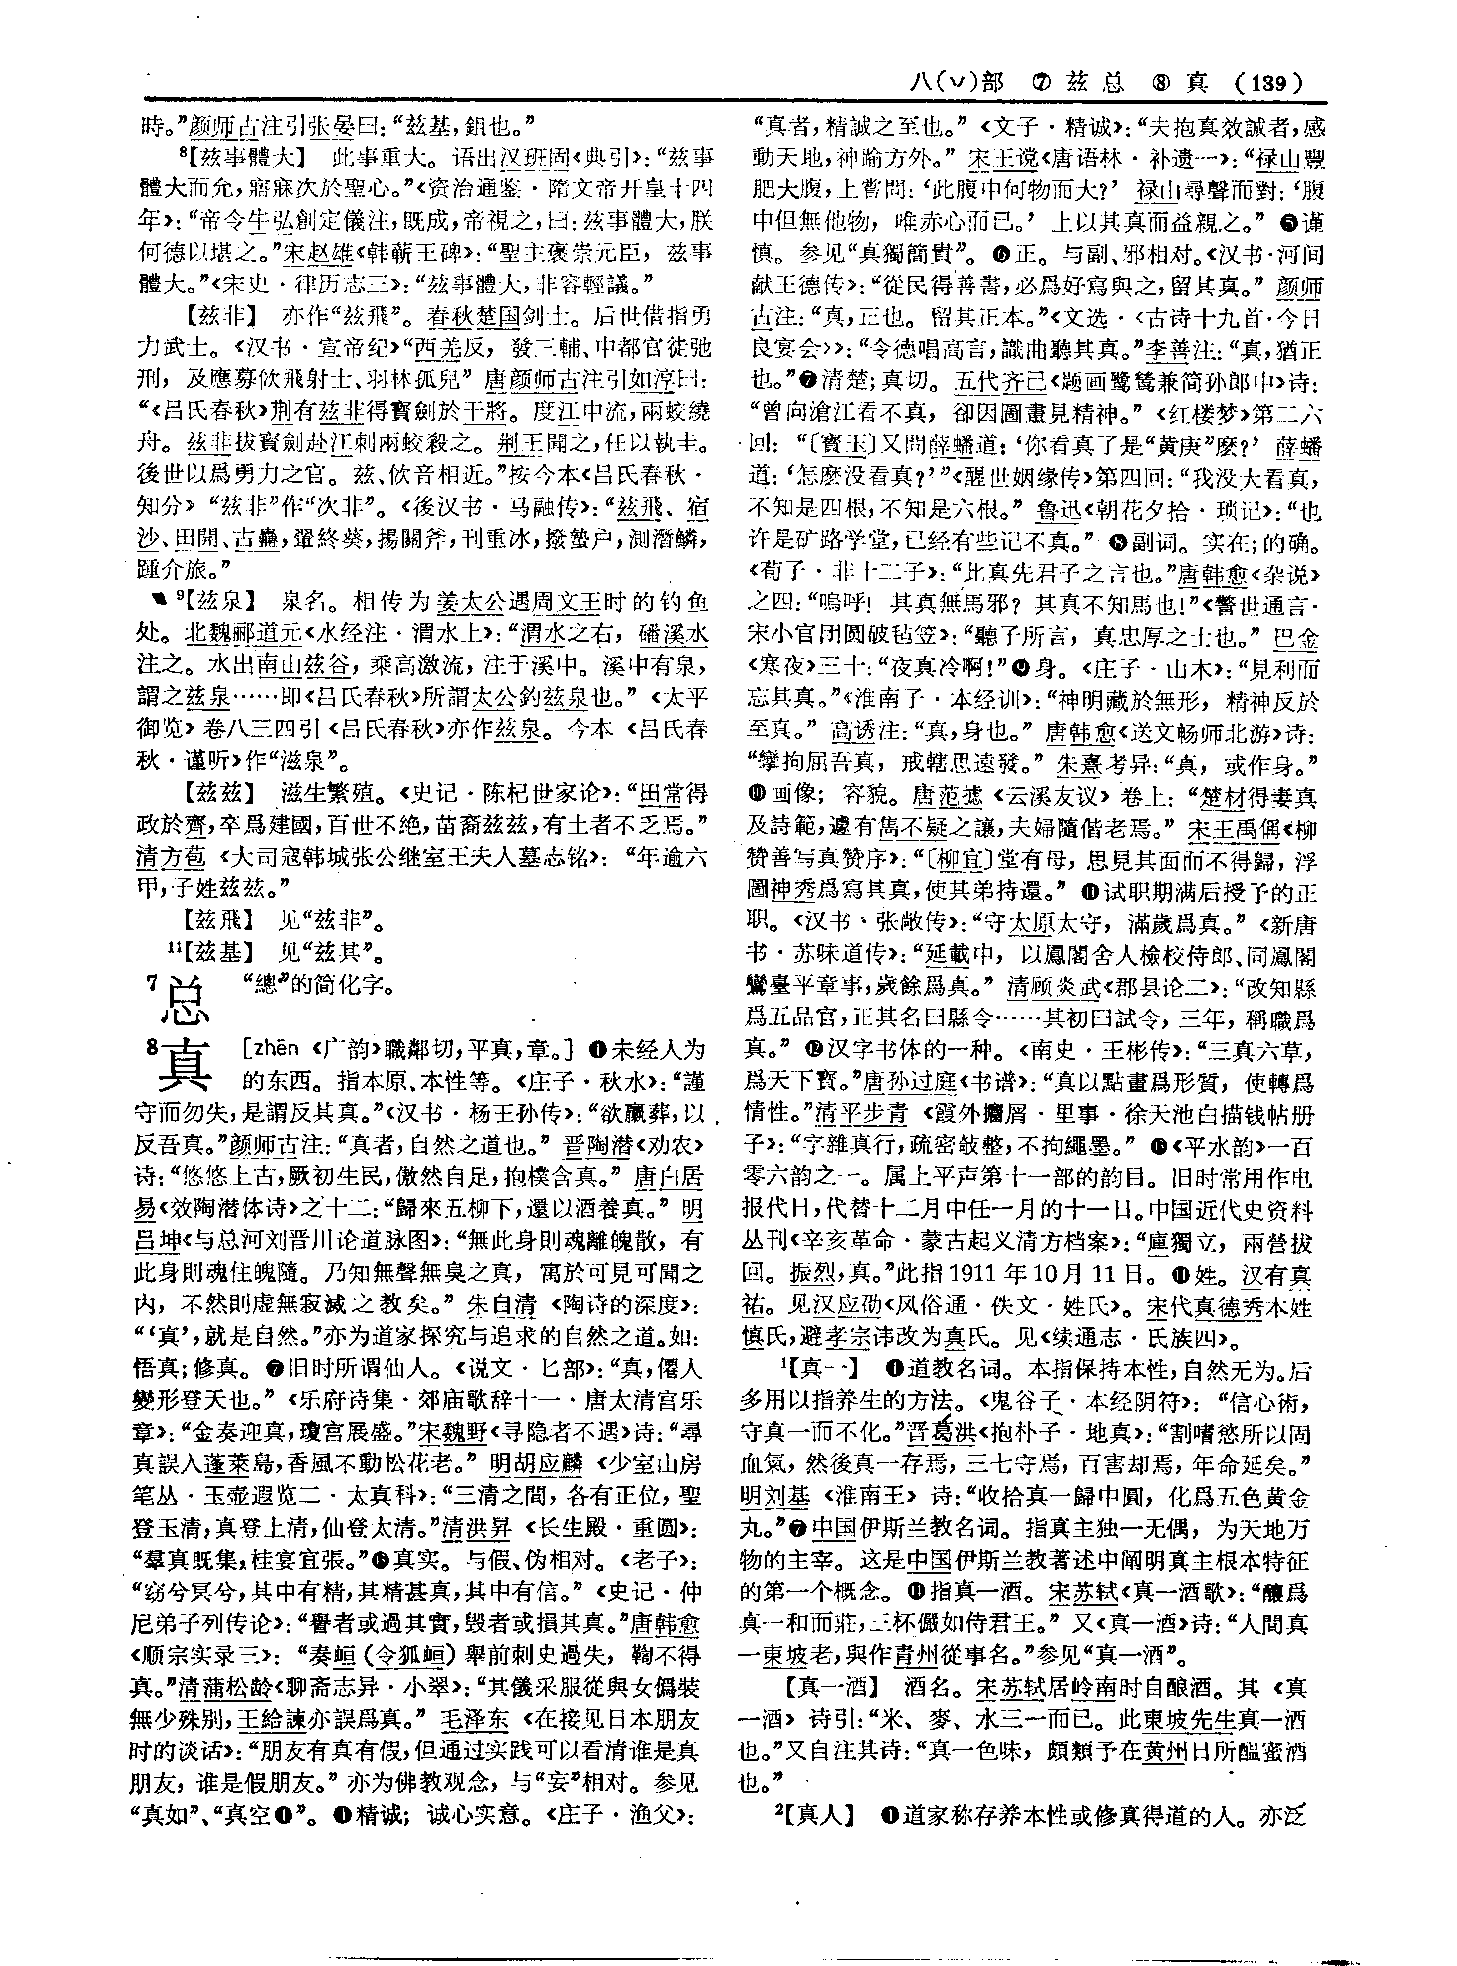 八(丷)部 ⑦ 兹 总 ⑧ 真 (139)
時。”颜师古注引张晏曰：“兹基，鉏也。”
⁸【兹事體大】 此事重大。语出汉班固《典引》：“兹事
體大而允，寤寐次於聖心。”《资治通鉴·隋文帝开皇十四
年》：“帝令牛弘創定儀注，既成，帝視之，曰：兹事體大，朕
何德以堪之。”宋赵雄《韩蕲王碑》：“聖主褒崇元臣，兹事
體大。”《宋史·律历志三》：“兹事體大，非容輕議。”
【兹非】 亦作“兹飛”。春秋楚国剑士。后世借指勇
力武士。《汉书·宣帝纪》“西羌反，發三輔、中都官徒弛
刑，及應募佽飛射士、羽林孤兒”唐颜师古注引如淳曰：
“《吕氏春秋》荆有兹非得寳劍於干將。度江中流，兩蛟繞
舟。兹非拔寳劍赴江刺兩蛟殺之。荆王聞之，任以執圭。
後世以爲勇力之官。兹、佽音相近。”按今本《吕氏春秋·
知分》“兹非”作“次非”。《後汉书·马融传》：“兹飛、宿
沙、田開、古蠱，翬終葵，揚關斧，刊重冰，撥蟄户，測潛鱗，
踵介旅。”
⁹【兹泉】 泉名。相传为姜太公遇周文王时的钓鱼
处。北魏郦道元《水经注·渭水上》：“渭水之右，磻溪水
注之。水出南山兹谷，乘高激流，注于溪中。溪中有泉，
謂之兹泉……即《吕氏春秋》所謂太公釣兹泉也。”《太平
御览》卷八三四引《吕氏春秋》亦作兹泉。今本《吕氏春
秋·谨听》作“滋泉”。
【兹兹】 滋生繁殖。《史记·陈杞世家论》：“田常得
政於齊，卒爲建國，百世不绝，苗裔兹兹，有土者不乏焉。”
清方苞《大司寇韩城张公继室王夫人墓志铭》：“年逾六
甲，子姓兹兹。”
【兹飛】 见“兹非”。
¹¹【兹基】 见“兹其”。
7 总 “總”的简化字。
8 真 [zhēn《广韵》職鄰切，平真，章。] ❶未经人为
的东西。指本原、本性等。《庄子·秋水》：“謹
守而勿失，是謂反其真。”《汉书·杨王孙传》：“欲臝葬，以
反吾真。”颜师古注：“真者，自然之道也。”晋陶潜《劝农》
诗：“悠悠上古，厥初生民，傲然自足，抱樸含真。”唐白居
易《效陶潜体诗》之十二：“歸來五柳下，還以酒養真。”明
吕坤《与总河刘晋川论道脉图》：“無此身則魂離魄散，有
此身則魂住魄隨。乃知無聲無臭之真，寓於可見可聞之
内，不然則虚無寂滅之教矣。”朱自清《陶诗的深度》：
“‘真’，就是自然。”亦为道家探究与追求的自然之道。如：
悟真；修真。❷旧时所谓仙人。《说文·匕部》：“真，僊人
變形登天也。”《乐府诗集·郊庙歌辞十一·唐太清宫乐
章》：“金奏迎真，瓊宫展盛。”宋魏野《寻隐者不遇》诗：“尋
真誤入蓬莱島，香風不動松花老。”明胡应麟《少室山房
笔丛·玉壶遐览二·太真科》：“三清之間，各有正位，聖
登玉清，真登上清，仙登太清。”清洪昇《长生殿·重圆》：
“羣真既集，桂宴宜張。”❸真实。与假、伪相对。《老子》：
“窈兮冥兮，其中有精，其精甚真，其中有信。”《史记·仲
尼弟子列传论》：“譽者或過其實，毁者或損其真。”唐韩愈
《顺宗实录三》：“奏峘（令狐峘）舉前刺史過失，鞫不得
真。”清蒲松龄《聊斋志异·小翠》：“其儀采服從與女僞裝
無少殊别，王給諫亦誤爲真。”毛泽东《在接见日本朋友
时的谈话》：“朋友有真有假，但通过实践可以看清谁是真
朋友，谁是假朋友。”亦为佛教观念，与“妄”相对。参见
“真如”、“真空❶”。❹精诚；诚心实意。《庄子·渔父》：
“真者，精誠之至也。”《文子·精诚》：“夫抱真效誠者，感
動天地，神踰方外。”宋王谠《唐语林·补遗一》：“禄山豐
肥大腹，上嘗問：‘此腹中何物而大？’禄山尋聲而對：‘腹
中但無他物，唯赤心而已。’上以其真而益親之。”❺谨
慎。参见“真獨簡貴”。❻正。与副、邪相对。《汉书·河间
献王德传》：“從民得善書，必爲好寫與之，留其真。”颜师
古注：“真，正也。留其正本。”《文选·〈古诗十九首·今日
良宴会〉》：“令德唱高言，識曲聽其真。”李善注：“真，猶正
也。”❼清楚；真切。五代齐己《题画鹭鸶兼简孙郎中》诗：
“曾向滄江看不真，卻因圖畫見精神。”《红楼梦》第二六
回：“〔寳玉〕又問薛蟠道：‘你看真了是“黄庚”麽？’薛蟠
道：‘怎麽没看真？’”《醒世姻缘传》第四回：“我没大看真，
不知是四根，不知是六根。”鲁迅《朝花夕拾·琐记》：“也
许是矿路学堂，已经有些记不真。”❽副词。实在；的确。
《荀子·非十二子》：“此真先君子之言也。”唐韩愈《杂说》
之四：“嗚呼！其真無馬邪？其真不知馬也！”《警世通言·
宋小官团圆破毡笠》：“聽了所言，真忠厚之士也。”巴金
《寒夜》三十：“夜真冷啊！”❾身。《庄子·山木》：“見利而
忘其真。”《淮南子·本经训》：“神明藏於無形，精神反於
至真。”高诱注：“真，身也。”唐韩愈《送文畅师北游》诗：
“攣拘屈吾真，戒轄思遠發。”朱熹考异：“真，或作身。”
❿画像；容貌。唐范摅《云溪友议》卷上：“楚材得妻真
及詩範，遽有雋不疑之讓，夫婦隨偕老焉。”宋王禹偁《柳
赞善写真赞序》：“〔柳宜〕堂有母，思見其面而不得歸，浮
圖神秀爲寫其真，使其弟持還。”⓫试职期满后授予的正
职。《汉书·张敞传》：“守太原太守，滿歲爲真。”《新唐
书·苏味道传》：“延載中，以鳳閣舍人檢校侍郎、同鳳閣
鸞臺平章事，歲餘爲真。”清顾炎武《郡县论二》：“改知縣
爲五品官，正其名曰縣令……其初曰試令，三年，稱職爲
真。”⓬汉字书体的一种。《南史·王彬传》：“三真六草，
爲天下寳。”唐孙过庭《书谱》：“真以點畫爲形質，使轉爲
情性。”清平步青《霞外攟屑·里事·徐天池白描钱帖册
子》：“字雜真行，疏密攲整，不拘繩墨。”⓭《平水韵》一百
零六韵之一。属上平声第十一部的韵目。旧时常用作电
报代日，代替十二月中任一月的十一日。中国近代史资料
丛刊《辛亥革命·蒙古起义清方档案》：“庫獨立，兩營拔
回。振烈，真。”此指1911年10月11日。⓮姓。汉有真
祐。见汉应劭《风俗通·佚文·姓氏》。宋代真德秀本姓
慎氏，避孝宗讳改为真氏。见《续通志·氏族四》。
¹【真一】 ❶道教名词。本指保持本性，自然无为。后
多用以指养生的方法。《鬼谷子·本经阴符》：“信心術，
守真一而不化。”晋葛洪《抱朴子·地真》：“割嗜慾所以固
血氣，然後真一存焉，三七守焉，百害却焉，年命延矣。”
明刘基《淮南王》诗：“收拾真一歸中圓，化爲五色黄金
丸。”❷中国伊斯兰教名词。指真主独一无偶，为天地万
物的主宰。这是中国伊斯兰教著述中阐明真主根本特征
的第一个概念。❸指真一酒。宋苏轼《真一酒歌》：“釀爲
真一和而莊，三杯儼如侍君王。”又《真一酒》诗：“人間真
一東坡老，與作青州從事名。”参见“真一酒”。
【真一酒】 酒名。宋苏轼居岭南时自酿酒。其《真
一酒》诗引：“米、麥、水三一而已。此東坡先生真一酒
也。”又自注其诗：“真一色味，頗類予在黄州日所醖蜜酒
也。”
²【真人】 ❶道家称存养本性或修真得道的人。亦泛